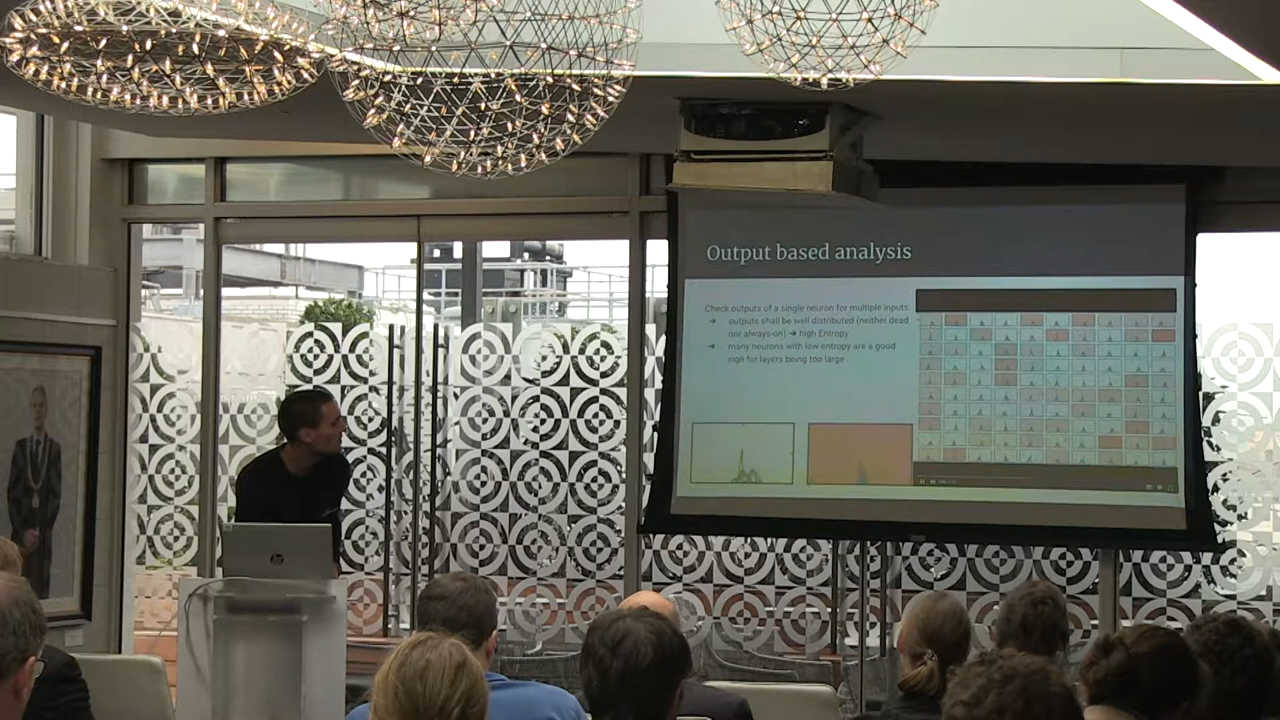 Output based analysis
Check outputs of a single neuron for multiple inputs:
➔ outputs shall be well distributed (neither dead
nor always-on) ➔ high Entropy
➔ many neurons with low entropy are a good
sign for layers being too large
hp